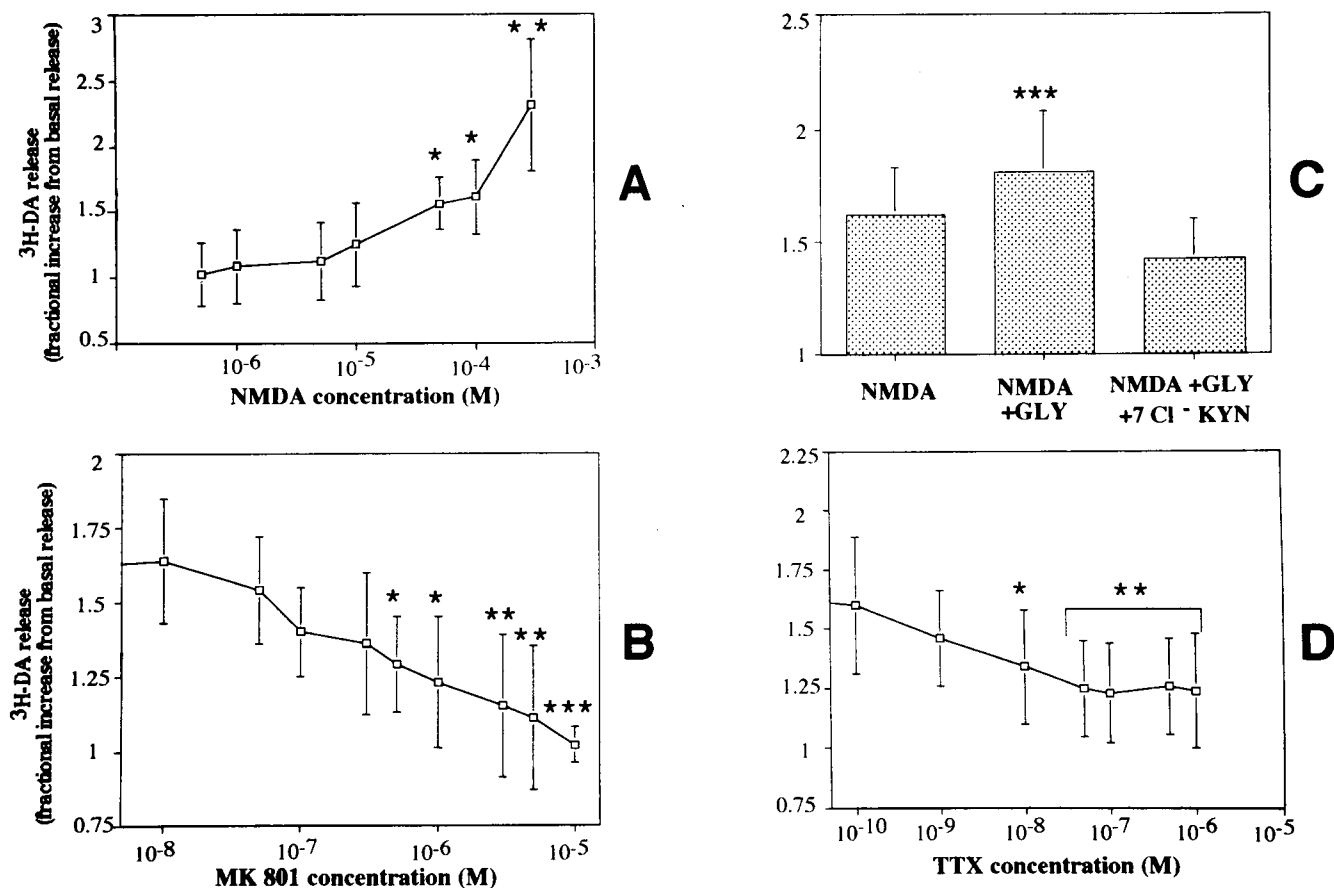 3
2.5
2
1.5
1
0.5
³H-DA release
(fractional increase from basal release)
* *
*
*
10⁻⁶ 10⁻⁵ 10⁻⁴ 10⁻³
NMDA concentration (M)
A
2.5
2
1.5
1
***
NMDA
NMDA
+GLY
NMDA +GLY
+7 Cl - KYN
C
2
1.75
1.5
1.25
1
0.75
³H-DA release
(fractional increase from basal release)
*
*
**
**
***
10⁻⁸ 10⁻⁷ 10⁻⁶ 10⁻⁵
MK 801 concentration (M)
B
2.25
2
1.75
1.5
1.25
1
0.75
*
**
10⁻¹⁰ 10⁻⁹ 10⁻⁸ 10⁻⁷ 10⁻⁶ 10⁻⁵
TTX concentration (M)
D